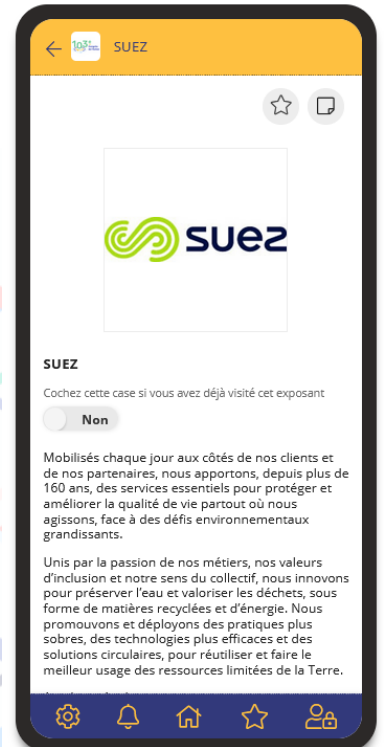 103e
SUEZ
suez
SUEZ
Cochez cette case si vous avez déjà visité cet exposant
Non
Mobilisés chaque jour aux côtés de nos clients et
de nos partenaires, nous apportons, depuis plus de
160 ans, des services essentiels pour protéger et
améliorer la qualité de vie partout où nous
agissons, face à des défis environnementaux
grandissants.
Unis par la passion de nos métiers, nos valeurs
d'inclusion et notre sens du collectif, nous innovons
pour préserver l'eau et valoriser les déchets, sous
forme de matières recyclées et d'énergie. Nous
promouvons et déployons des pratiques plus
sobres, des technologies plus efficaces et des
solutions circulaires, pour réutiliser et faire le
meilleur usage des ressources limitées de la Terre.